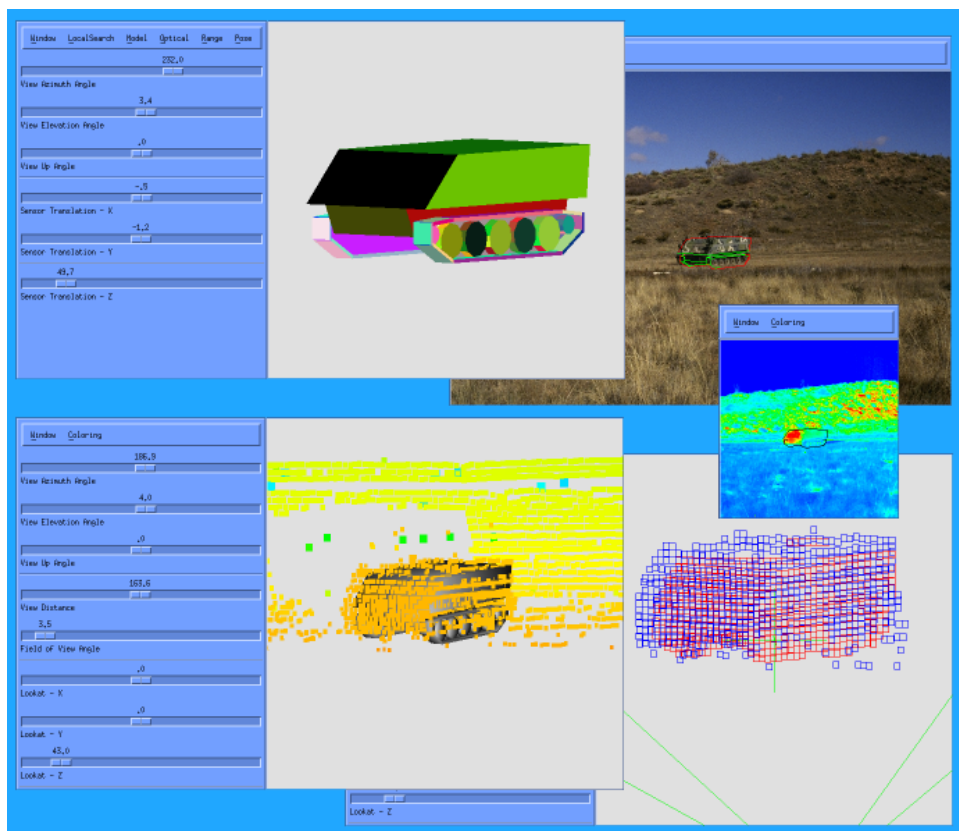 Window LocalSearch Model Optical Range Pose
232.0
View Azimuth Angle
3.4
View Elevation Angle
.0
View Up Angle
-.9
Sensor Translation - X
-1.2
Sensor Translation - Y
49.7
Sensor Translation - Z
Window Coloring
Window Coloring
186.9
View Azimuth Angle
4.0
View Elevation Angle
.0
View Up Angle
163.6
View Distance
3.5
Field of View Angle
.0
Lookat - X
.0
Lookat - Y
43.0
Lookat - Z
Lookat - Z